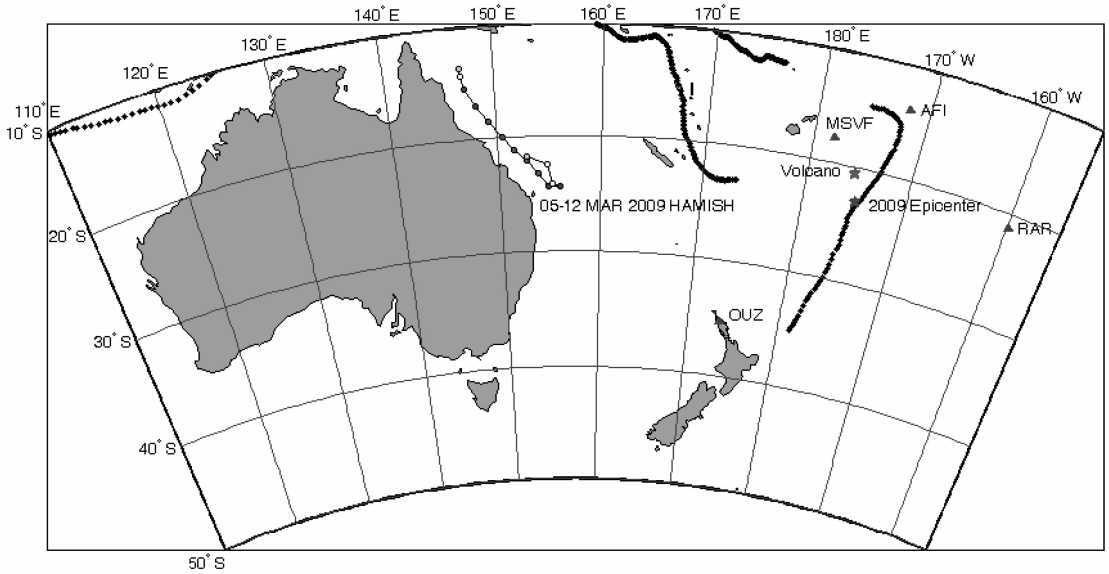 150° E
160° E
170° E
140° E
180° E
130° E
170° W
120° E
160° W
110° E
10° S
AFI
MSVF
Volcano
05-12 MAR 2009 HAMISH
2009 Epicenter
RAR
20° S
OUZ
30° S
40° S
50° S